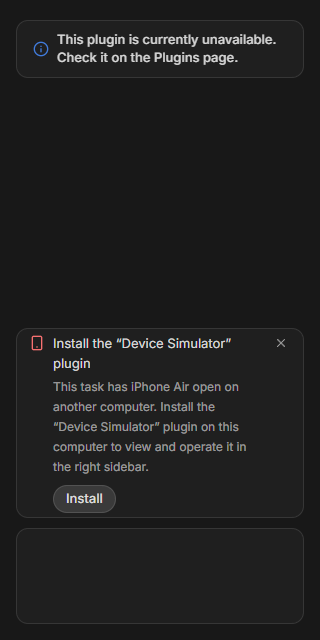 This plugin is currently unavailable.
Check it on the Plugins page.
Install the “Device Simulator”
plugin
This task has iPhone Air open on
another computer. Install the
“Device Simulator” plugin on this
computer to view and operate it in
the right sidebar.
Install